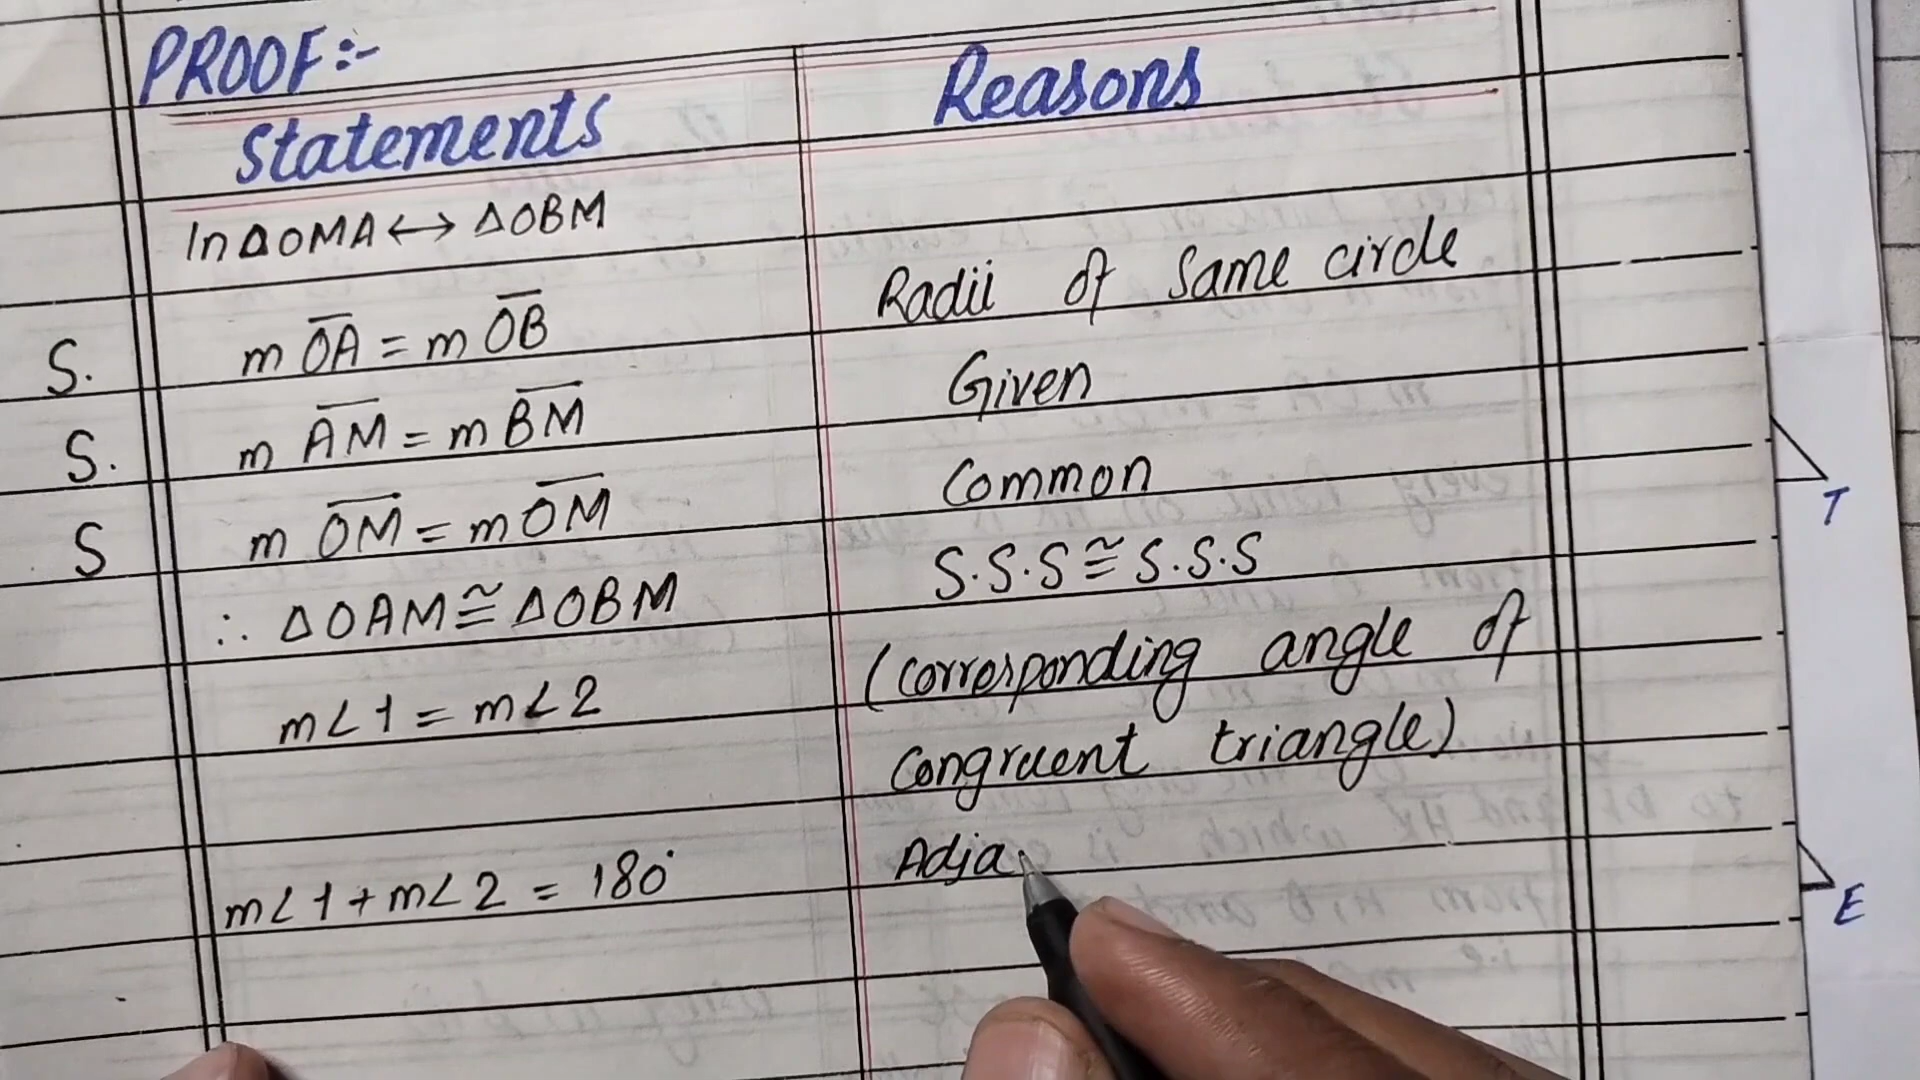 PROOF:-
Statements Reasons
In ΔOMA ↔ ΔOBM
S. m OA = m OB Radii of Same circle
S. m AM = m BM Given
S m OM = m OM Common
∴ ΔOAM ≅ ΔOBM S.S.S ≅ S.S.S
m∠1 = m∠2 (Corresponding angle of
Congruent triangle)
m∠1 + m∠2 = 180° Adja
T
E